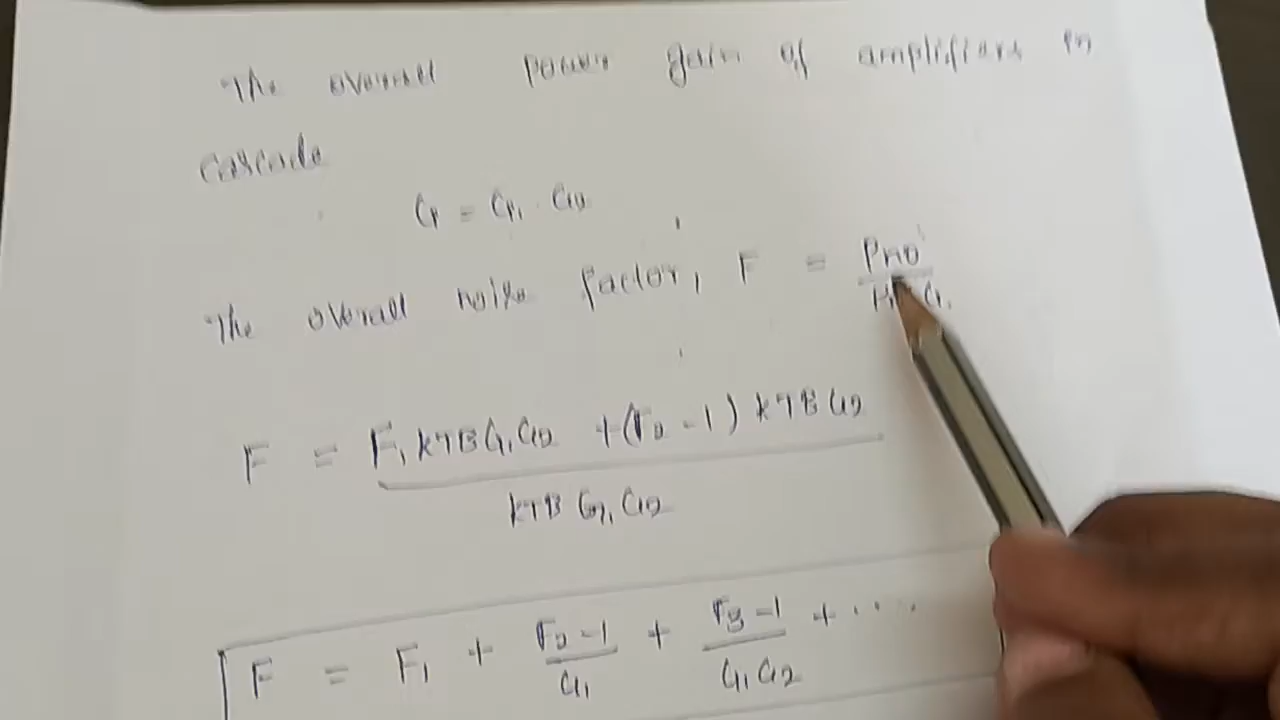 The overall power gain of amplifiers in
cascade
G = G1 . G2
The overall noise factor, F = Pno / G
F = F1 kTB G1 G2 + (F2 - 1) kTB G2 / kTB G1 G2
F = F1 + F2 - 1 / G1 + F3 - 1 / G1 G2 + ....